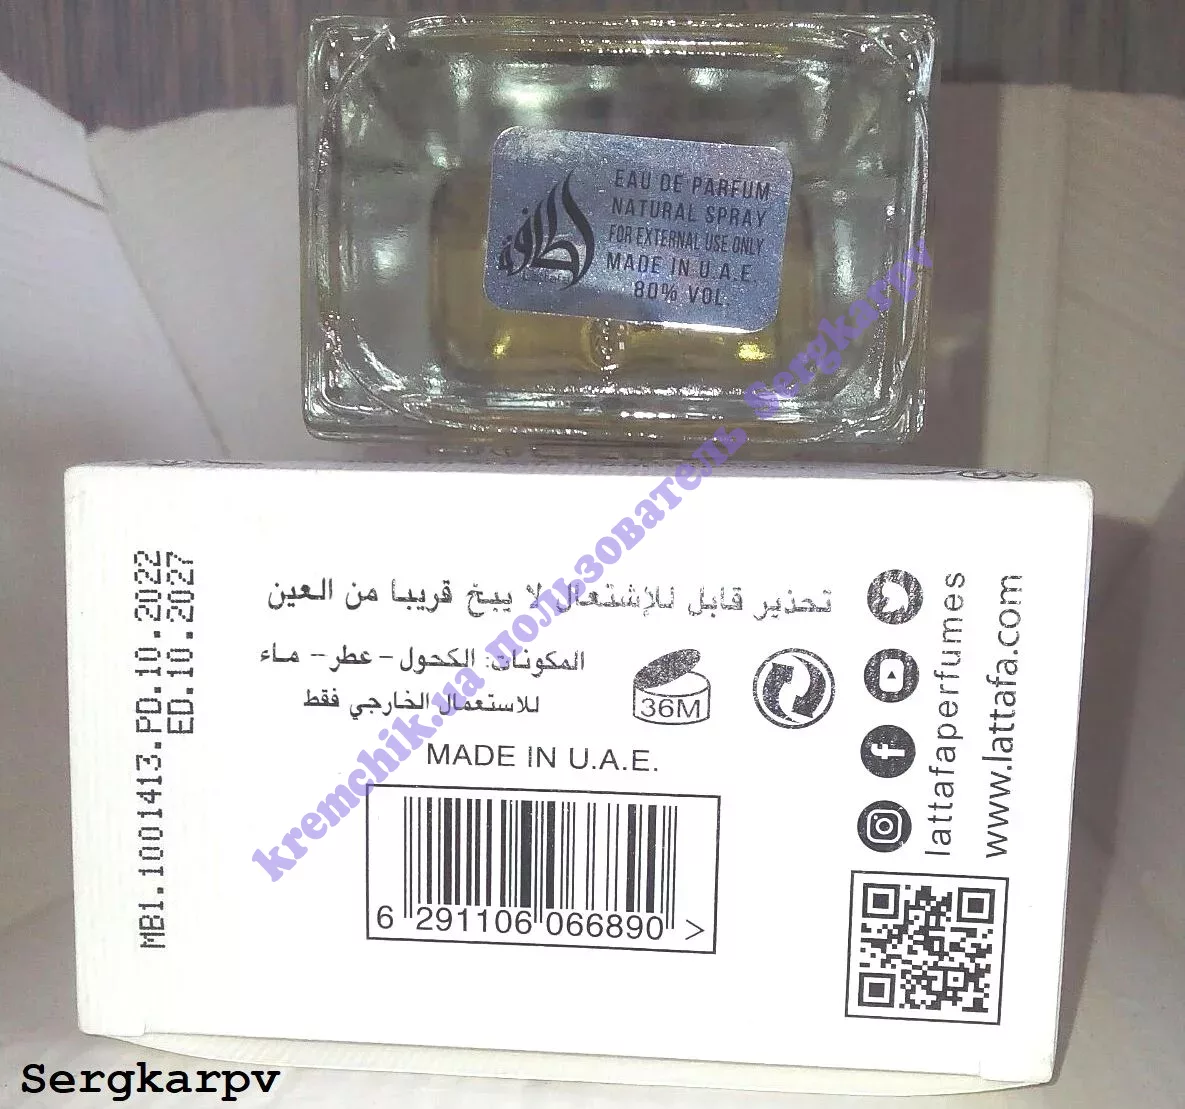 EAU DE PARFUM
NATURAL SPRAY
FOR EXTERNAL USE ONLY
MADE IN U.A.E.
80% VOL.
لطافة
Lattafa
MB1.1001413.PD.10.2022
ED.10.2027
تحذير قابل للإشتعال لا يبخ قريبا من العين
المكونات: الكحول - عطر - ماء
للاستعمال الخارجي فقط
36M
MADE IN U.A.E.
6 291106 066890 >
lattafaperfumes
www.lattafa.com
kremchik.ua пользователь Sergkarpv
Sergkarpv